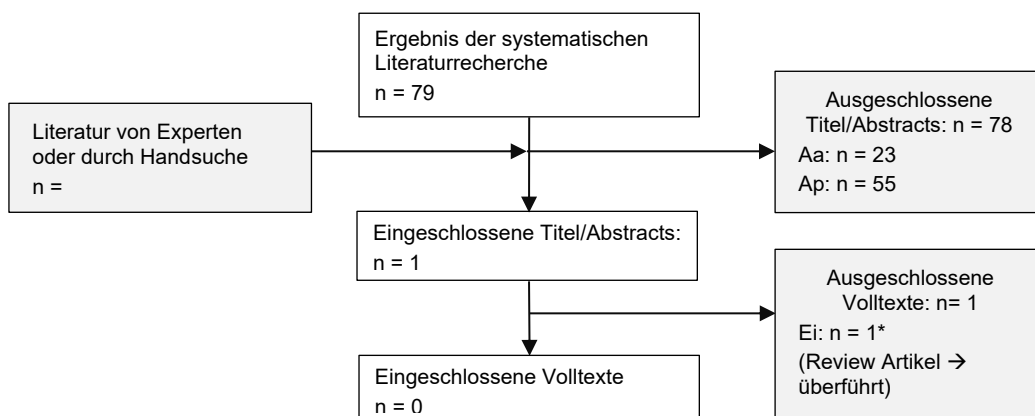 Ergebnis der systematischen
Literaturrecherche
n = 79
Literatur von Experten
oder durch Handsuche
n =
Ausgeschlossene
Titel/Abstracts: n = 78
Aa: n = 23
Ap: n = 55
Eingeschlossene Titel/Abstracts:
n = 1
Ausgeschlossene
Volltexte: n= 1
Ei: n = 1*
(Review Artikel →
überführt)
Eingeschlossene Volltexte
n = 0